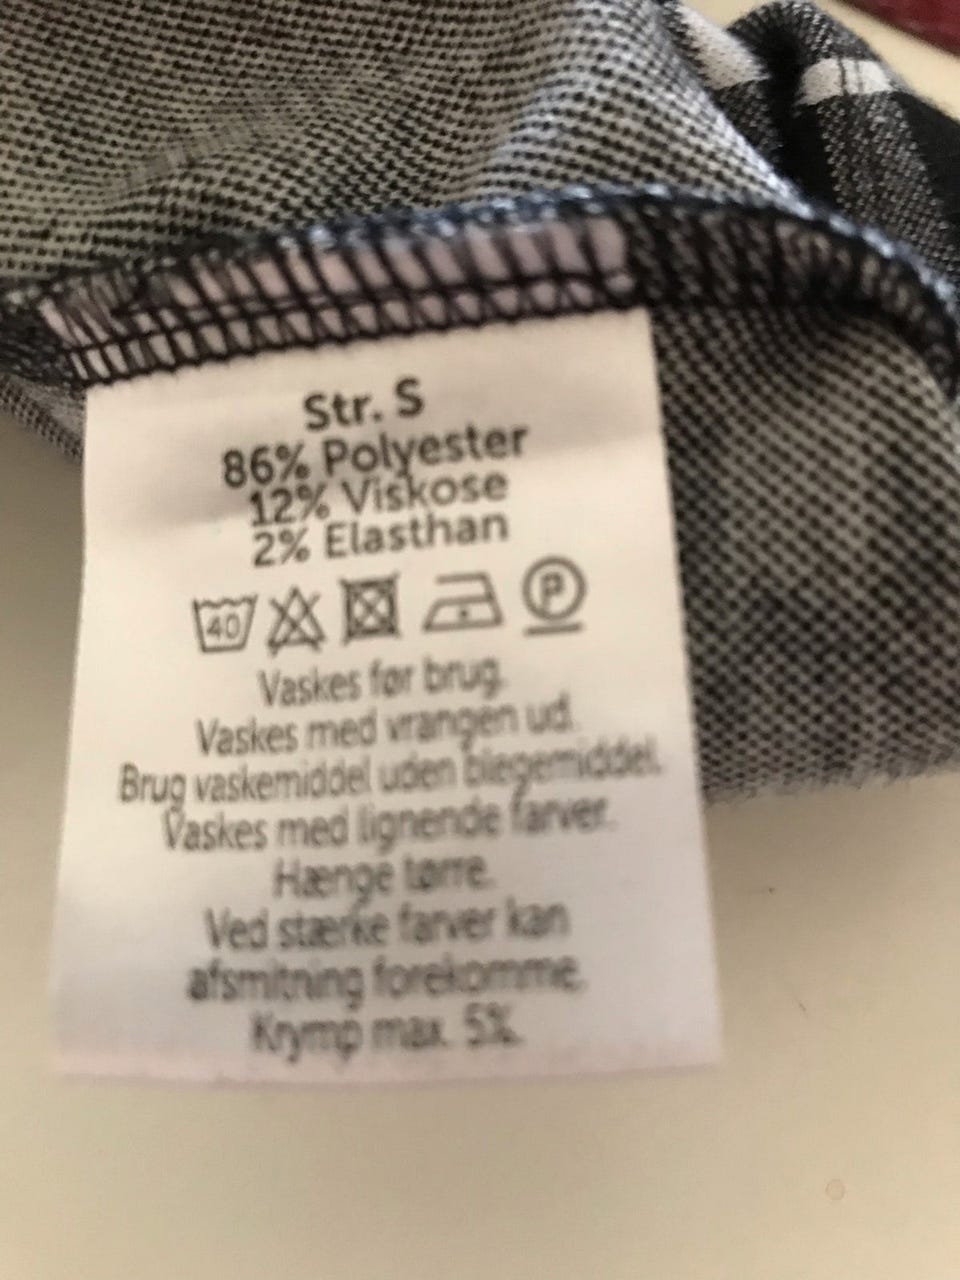 Str. S
86% Polyester
12% Viskose
2% Elasthan
40 P
Vaskes før brug.
Vaskes med vrangen ud.
Brug vaskemiddel uden blegemiddel.
Vaskes med lignende farver.
Hænge tørre.
Ved stærke farver kan
afsmitning forekomme.
Krymp max. 5%.